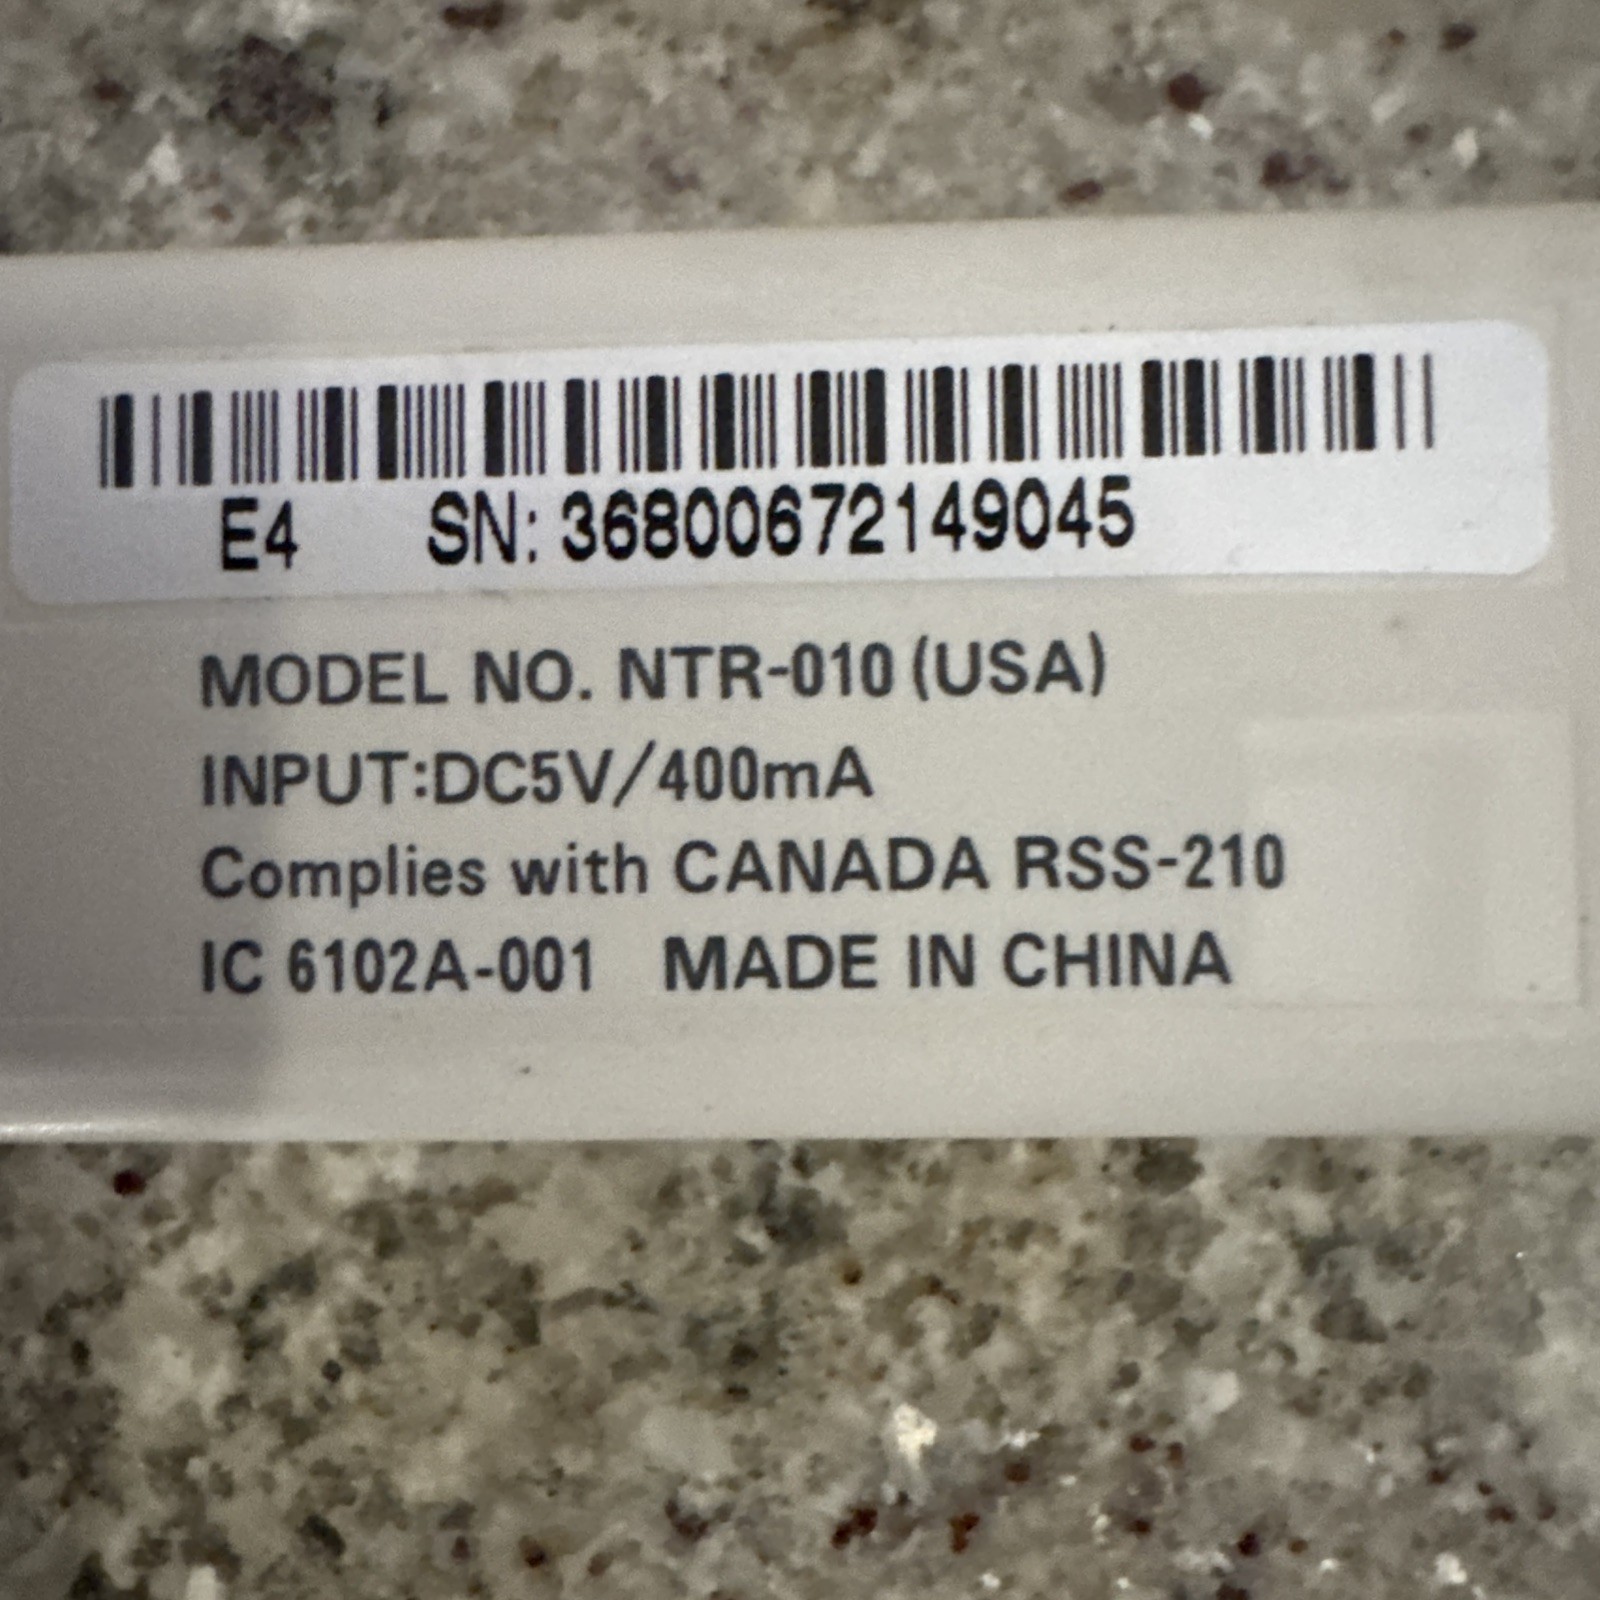 E4 SN: 36800672149045
MODEL NO. NTR-010 (USA)
INPUT:DC5V/400mA
Complies with CANADA RSS-210
IC 6102A-001 MADE IN CHINA